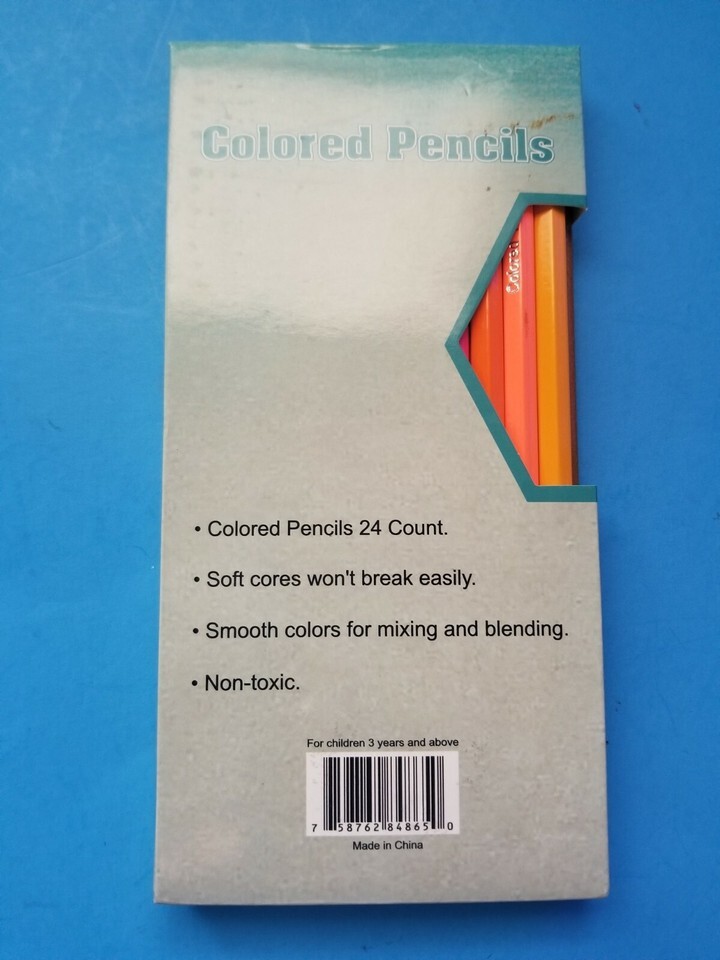 Colored Pencils
Colored
• Colored Pencils 24 Count.
• Soft cores won't break easily.
• Smooth colors for mixing and blending.
• Non-toxic.
For children 3 years and above
7 58762 84865 0
Made in China